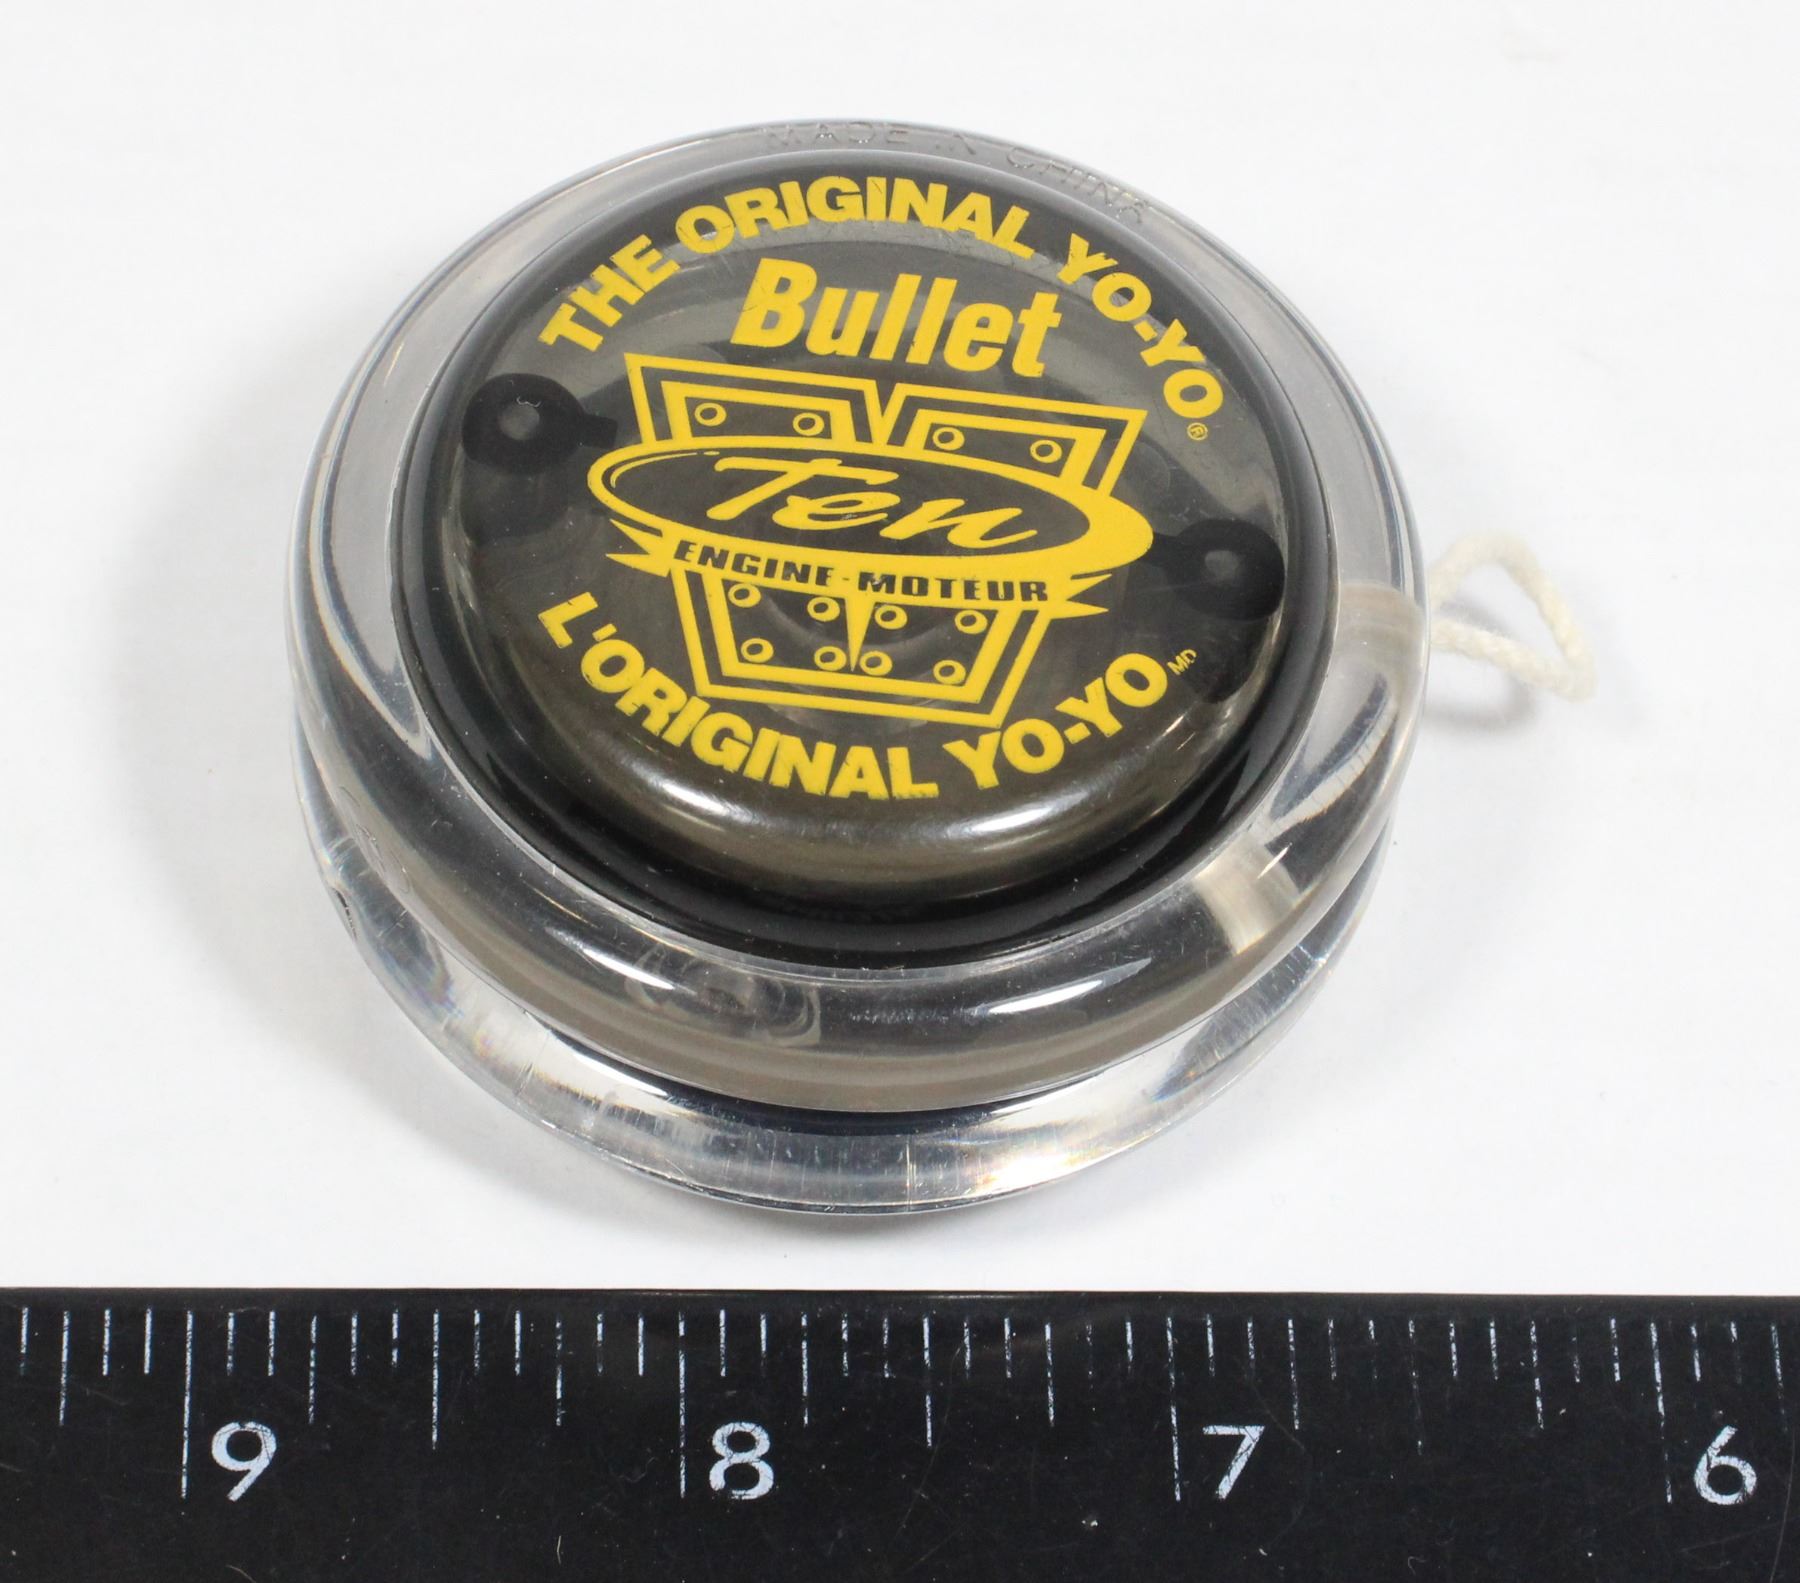 MADE IN CHINA
THE ORIGINAL YO-YO®
Bullet
Ten
ENGINE-MOTEUR
L'ORIGINAL YO-YO MD
9 8 7 6